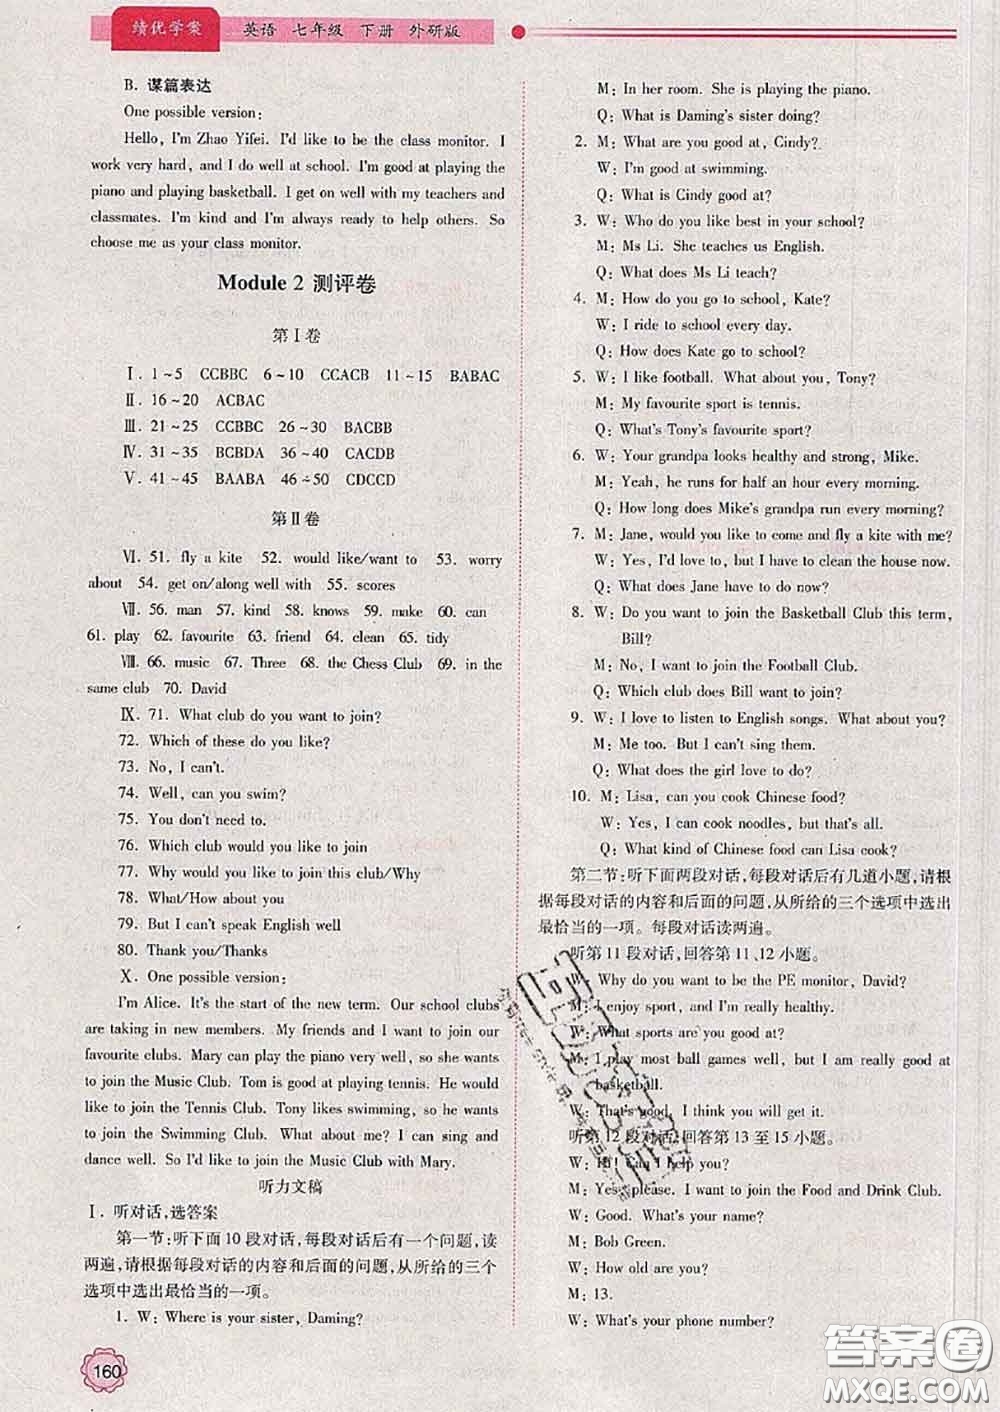 绩优学案
英语 七年级 下册 外研版
B. 谋篇表达
One possible version:
Hello, I'm Zhao Yifei. I'd like to be the class monitor. I
work very hard, and I do well at school. I'm good at playing the
piano and playing basketball. I get on well with my teachers and
classmates. I'm kind and I'm always ready to help others. So
choose me as your class monitor.
Module 2 测评卷
第Ⅰ卷
Ⅰ. 1~5 CCBBC 6~10 CCACB 11~15 BABAC
Ⅱ. 16~20 ACBAC
Ⅲ. 21~25 CCBBC 26~30 BACBB
Ⅳ. 31~35 BCBDA 36~40 CACDB
Ⅴ. 41~45 BAABA 46~50 CDCCD
第Ⅱ卷
Ⅵ. 51. fly a kite 52. would like/want to 53. worry
about 54. get on/along well with 55. scores
Ⅶ. 56. man 57. kind 58. knows 59. make 60. can
61. play 62. favourite 63. friend 64. clean 65. tidy
Ⅷ. 66. music 67. Three 68. the Chess Club 69. in the
same club 70. David
Ⅸ. 71. What club do you want to join?
72. Which of these do you like?
73. No, I can't.
74. Well, can you swim?
75. You don't need to.
76. Which club would you like to join
77. Why would you like to join this club/Why
78. What/How about you
79. But I can't speak English well
80. Thank you/Thanks
Ⅹ. One possible version:
I'm Alice. It's the start of the new term. Our school clubs
are taking in new members. My friends and I want to join our
favourite clubs. Mary can play the piano very well, so she wants
to join the Music Club. Tom is good at playing tennis. He would
like to join the Tennis Club. Tony likes swimming, so he wants
to join the Swimming Club. What about me? I can sing and
dance well. So I'd like to join the Music Club with Mary.
听力文稿
Ⅰ. 听对话,选答案
第一节:听下面 10 段对话,每段对话后有一个问题,读
两遍,请根据每段对话的内容和后面的问题,从所给的三个
选项中选出最恰当的一项。
1. W: Where is your sister, Daming?
160
M: In her room. She is playing the piano.
Q: What is Daming's sister doing?
2. M: What are you good at, Cindy?
W: I'm good at swimming.
Q: What is Cindy good at?
3. W: Who do you like best in your school?
M: Ms Li. She teaches us English.
Q: What does Ms Li teach?
4. M: How do you go to school, Kate?
W: I ride to school every day.
Q: How does Kate go to school?
5. W: I like football. What about you, Tony?
M: My favourite sport is tennis.
Q: What's Tony's favourite sport?
6. W: Your grandpa looks healthy and strong, Mike.
M: Yeah, he runs for half an hour every morning.
Q: How long does Mike's grandpa run every morning?
7. M: Jane, would you like to come and fly a kite with me?
W: Yes, I'd love to, but I have to clean the house now.
Q: What does Jane have to do now?
8. W: Do you want to join the Basketball Club this term,
Bill?
M: No, I want to join the Football Club.
Q: Which club does Bill want to join?
9. W: I love to listen to English songs. What about you?
M: Me too. But I can't sing them.
Q: What does the girl love to do?
10. M: Lisa, can you cook Chinese food?
W: Yes, I can cook noodles, but that's all.
Q: What kind of Chinese food can Lisa cook?
第二节:听下面两段对话,每段对话后有几道小题,请根
据每段对话的内容和后面的问题,从所给的三个选项中选出
最恰当的一项。每段对话读两遍。
听第 11 段对话,回答第 11、12 小题。
W: Why do you want to be the PE monitor, David?
M: I enjoy sport, and I'm really healthy.
W: What sports are you good at?
M: I play most ball games well, but I am really good at
basketball.
W: That's good. I think you will get it.
听第 12 段对话,回答第 13 至 15 小题。
W: Hi! Can I help you?
M: Yes, please. I want to join the Food and Drink Club.
W: Good. What's your name?
M: Bob Green.
W: How old are you?
M: 13.
W: What's your phone number?
答案圈
MXQE.COM